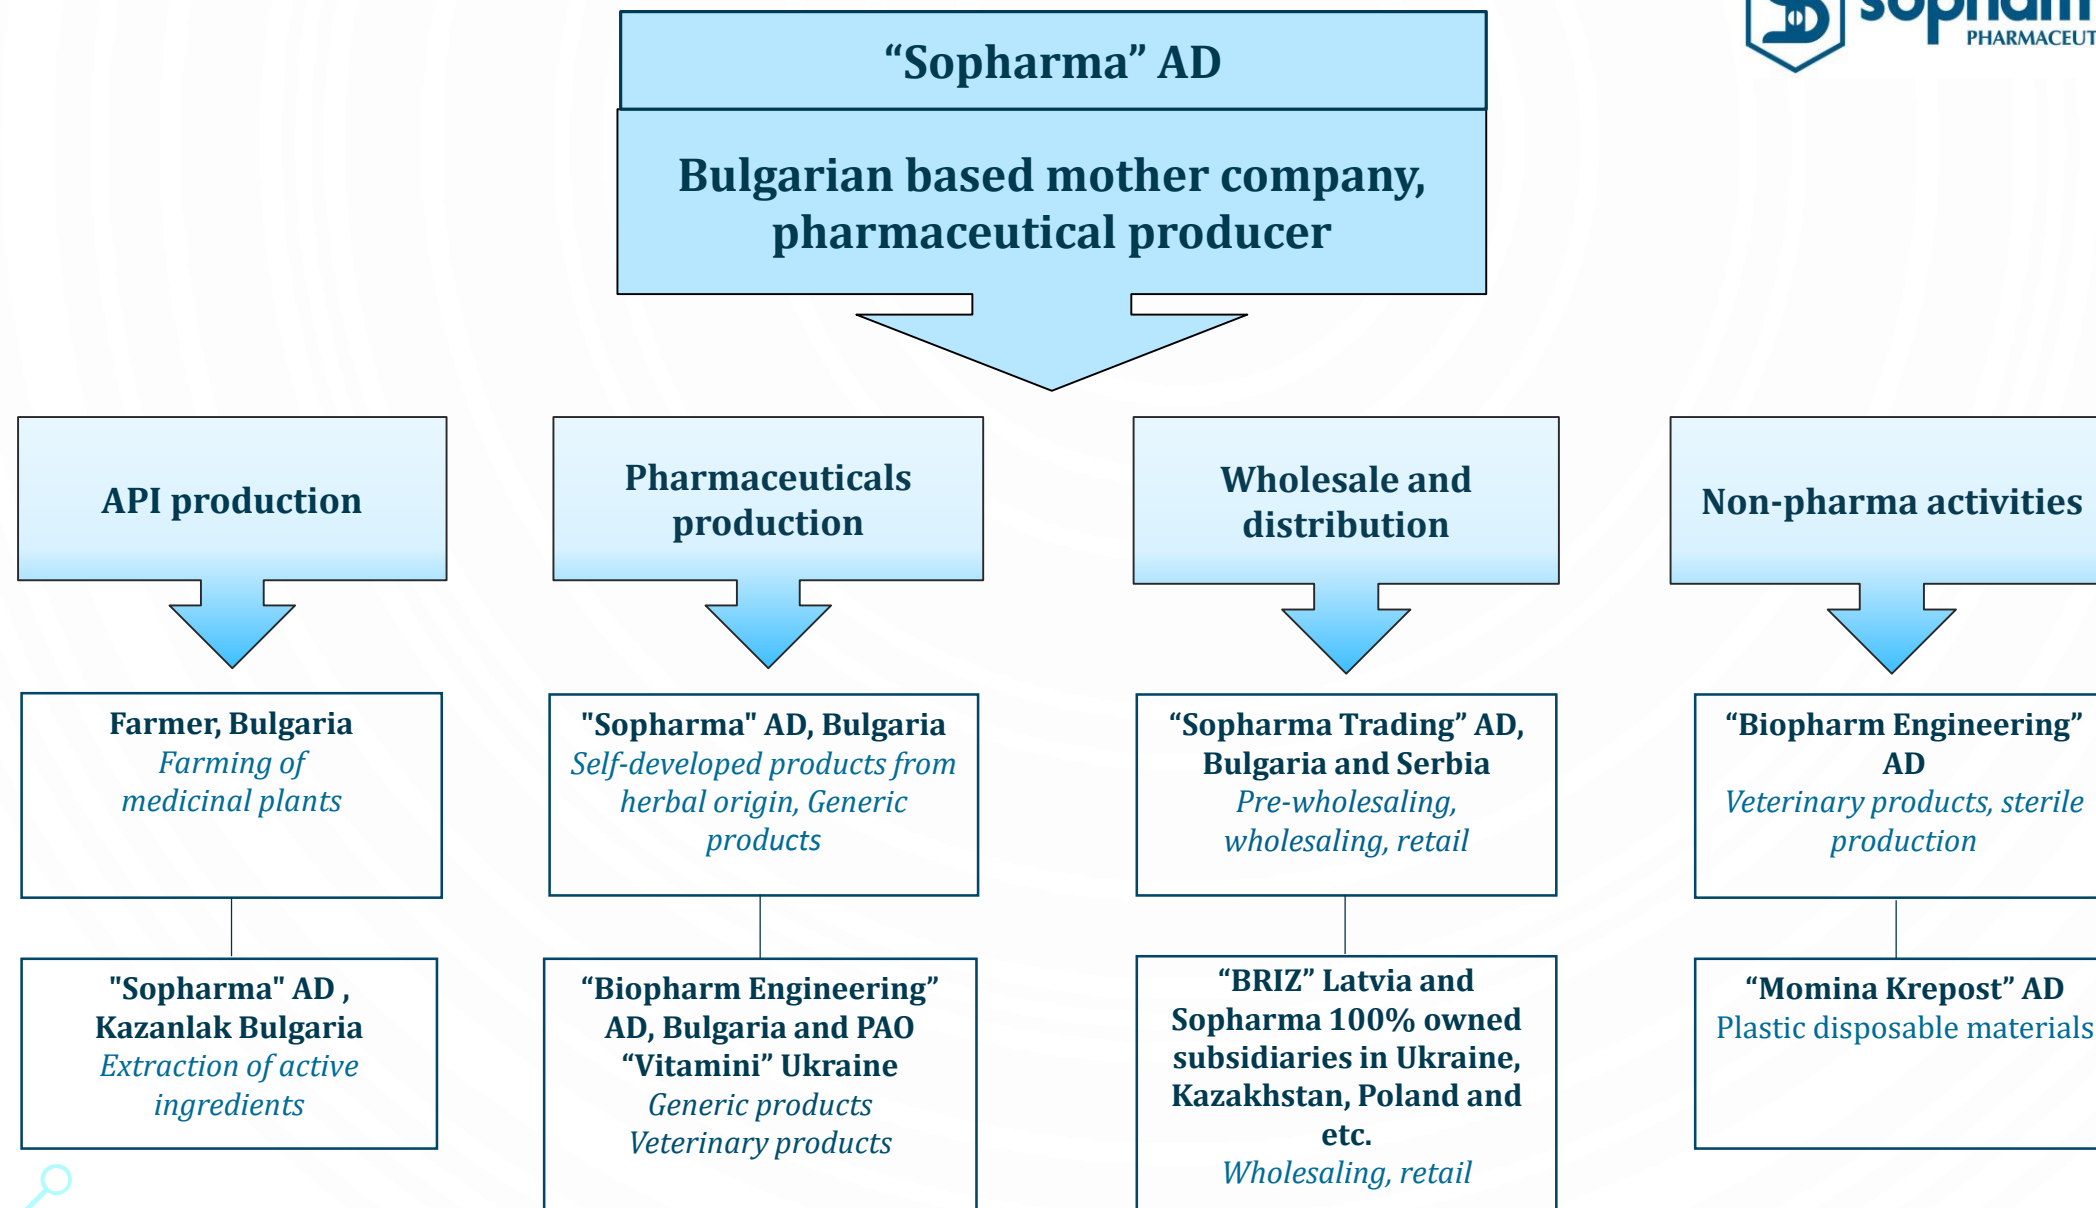 “Sopharma” AD
Bulgarian based mother company,
pharmaceutical producer
API production
Farmer, Bulgaria
Farming of
medicinal plants
"Sopharma" AD ,
Kazanlak Bulgaria
Extraction of active
ingredients
Pharmaceuticals
production
"Sopharma" AD, Bulgaria
Self-developed products from
herbal origin, Generic
products
“Biopharm Engineering”
AD, Bulgaria and PAO
“Vitamini” Ukraine
Generic products
Veterinary products
Wholesale and
distribution
“Sopharma Trading” AD,
Bulgaria and Serbia
Pre-wholesaling,
wholesaling, retail
“BRIZ” Latvia and
Sopharma 100% owned
subsidiaries in Ukraine,
Kazakhstan, Poland and
etc.
Wholesaling, retail
Non-pharma activities
“Biopharm Engineering”
AD
Veterinary products, sterile
production
“Momina Krepost” AD
Plastic disposable materials